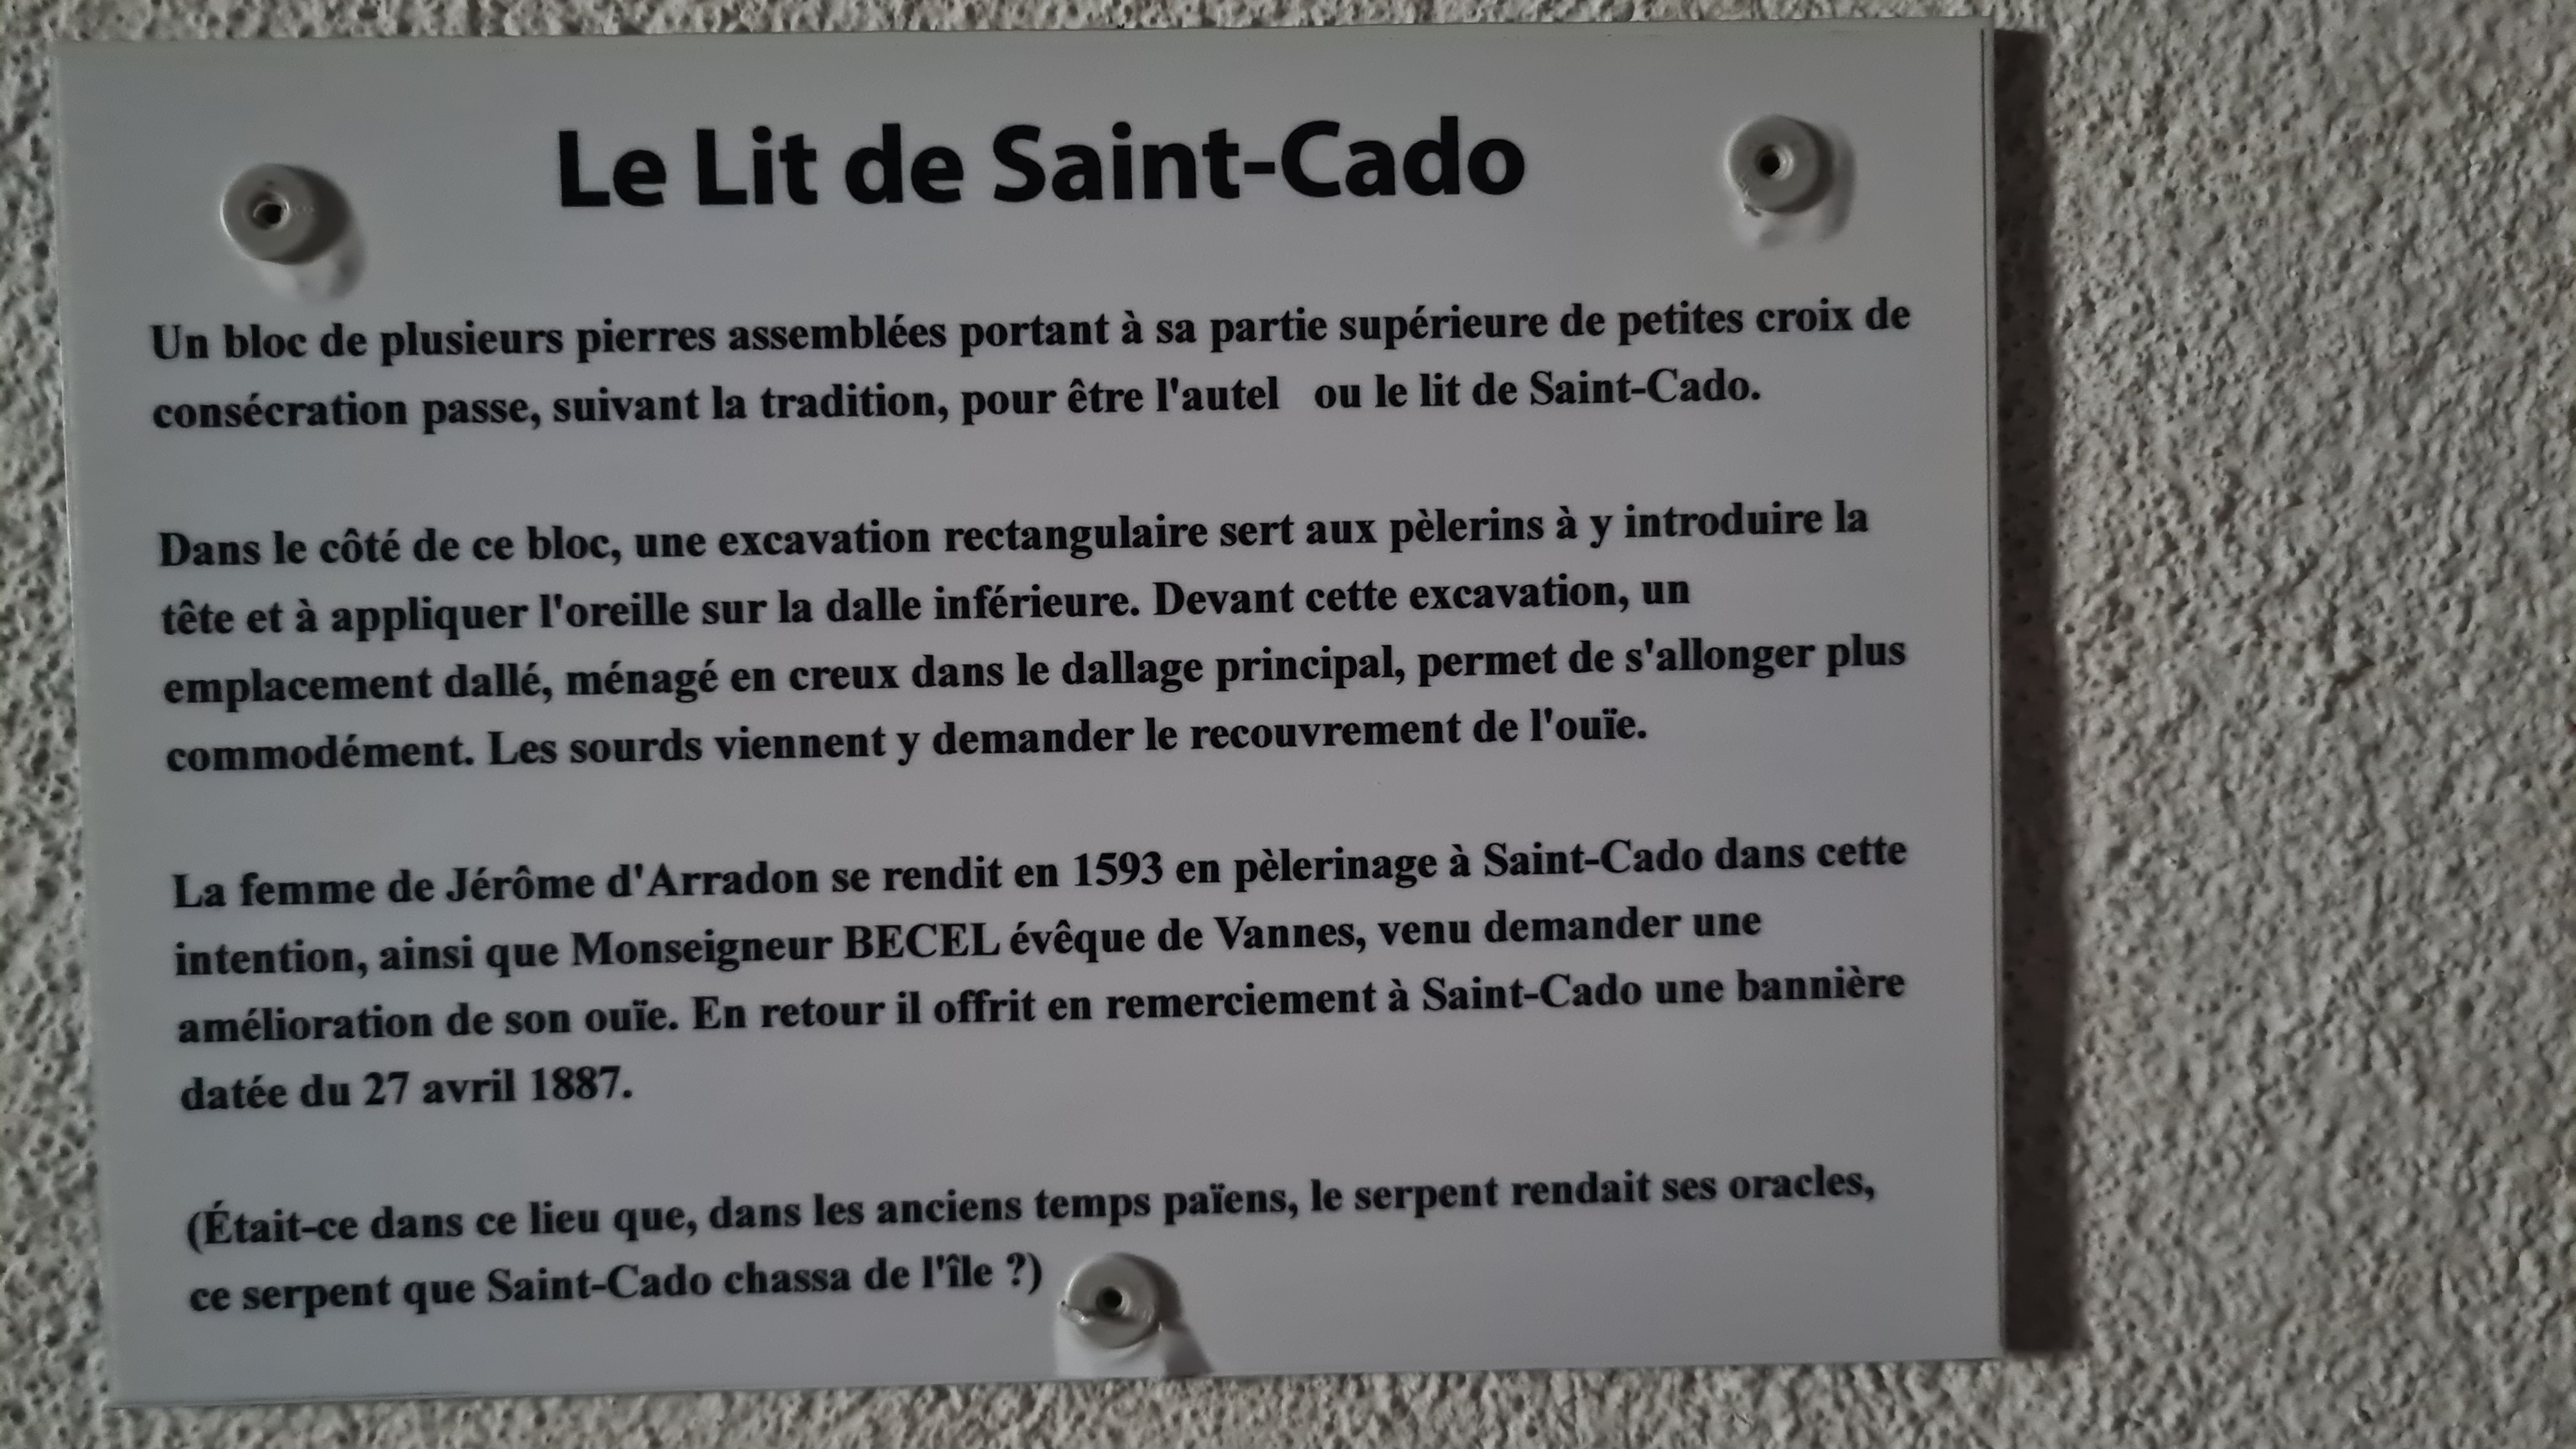 Le Lit de Saint-Cado
Un bloc de plusieurs pierres assemblées portant à sa partie supérieure de petites croix de
consécration passe, suivant la tradition, pour être l'autel ou le lit de Saint-Cado.
Dans le côté de ce bloc, une excavation rectangulaire sert aux pèlerins à y introduire la
tête et à appliquer l'oreille sur la dalle inférieure. Devant cette excavation, un
emplacement dallé, ménagé en creux dans le dallage principal, permet de s'allonger plus
commodément. Les sourds viennent y demander le recouvrement de l'ouïe.
La femme de Jérôme d'Arradon se rendit en 1593 en pèlerinage à Saint-Cado dans cette
intention, ainsi que Monseigneur BECEL évêque de Vannes, venu demander une
amélioration de son ouïe. En retour il offrit en remerciement à Saint-Cado une bannière
datée du 27 avril 1887.
(Était-ce dans ce lieu que, dans les anciens temps païens, le serpent rendait ses oracles,
ce serpent que Saint-Cado chassa de l'île ?)